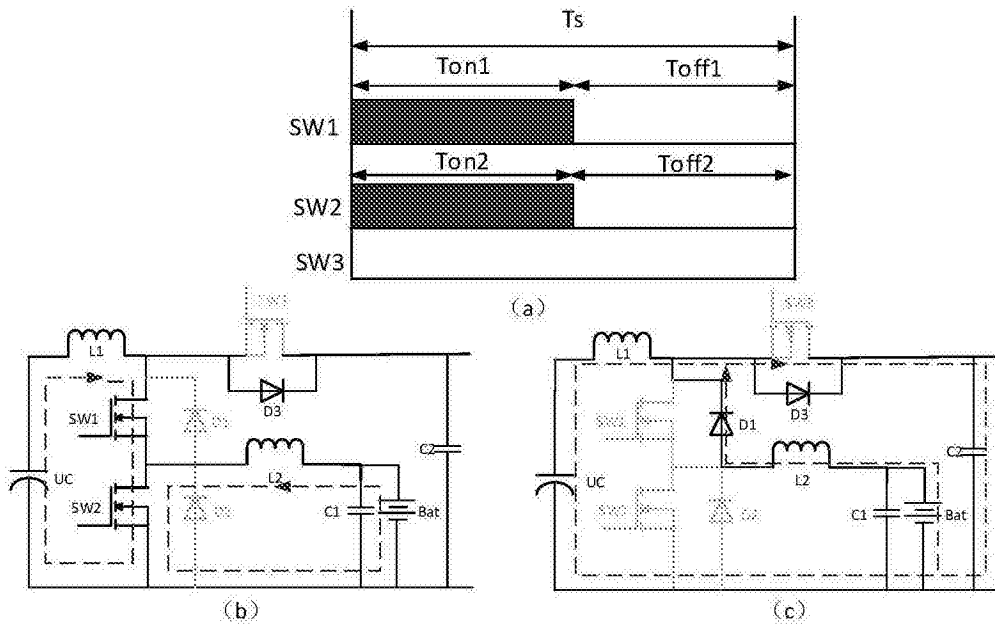 Ts
Ton1
Toff1
SW1
Ton2
Toff2
SW2
SW3
(a)
L1
SW1
D3
C2
UC
L2
SW2
C1
Bat
(b)
L1
D3
D1
C2
UC
L2
C1
Bat
(c)